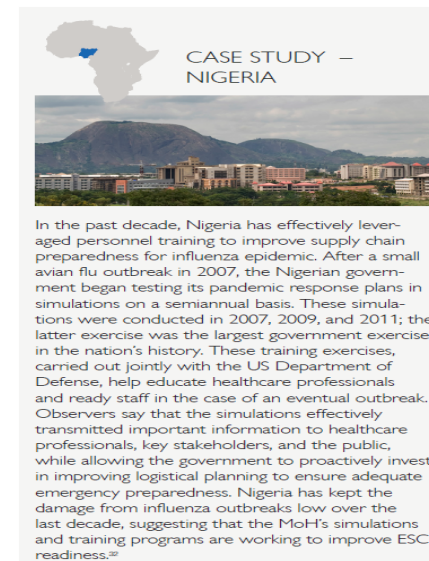 CASE STUDY –
NIGERIA
In the past decade, Nigeria has effectively lever-
aged personnel training to improve supply chain
preparedness for influenza epidemic. After a small
avian flu outbreak in 2007, the Nigerian govern-
ment began testing its pandemic response plans in
simulations on a semiannual basis. These simula-
tions were conducted in 2007, 2009, and 2011; the
latter exercise was the largest government exercise
in the nation's history. These training exercises,
carried out jointly with the US Department of
Defense, help educate healthcare professionals
and ready staff in the case of an eventual outbreak.
Observers say that the simulations effectively
transmitted important information to healthcare
professionals, key stakeholders, and the public,
while allowing the government to proactively invest
in improving logistical planning to ensure adequate
emergency preparedness. Nigeria has kept the
damage from influenza outbreaks low over the
last decade, suggesting that the MoH's simulations
and training programs are working to improve ESC
readiness.